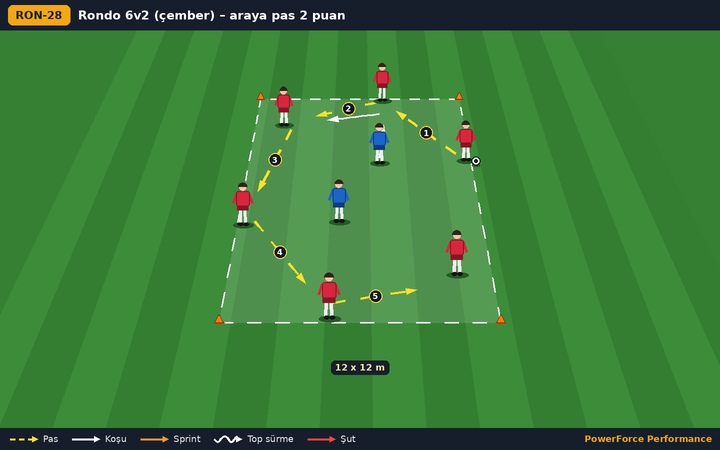 RON-28 Rondo 6v2 (çember) – araya pas 2 puan
2
1
3
4
5
12 x 12 m
Pas Koşu Sprint Top sürme Şut PowerForce Performance